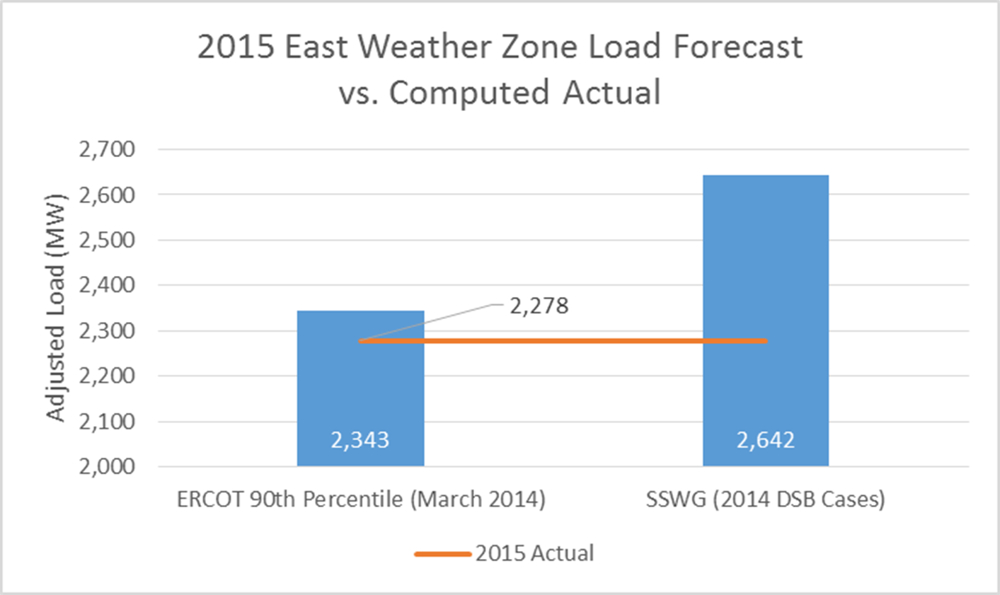 2015 East Weather Zone Load Forecast
vs. Computed Actual
Adjusted Load (MW)
2,700
2,600
2,500
2,400
2,300
2,200
2,100
2,000
2,278
2,343
2,642
ERCOT 90th Percentile (March 2014)
SSWG (2014 DSB Cases)
2015 Actual